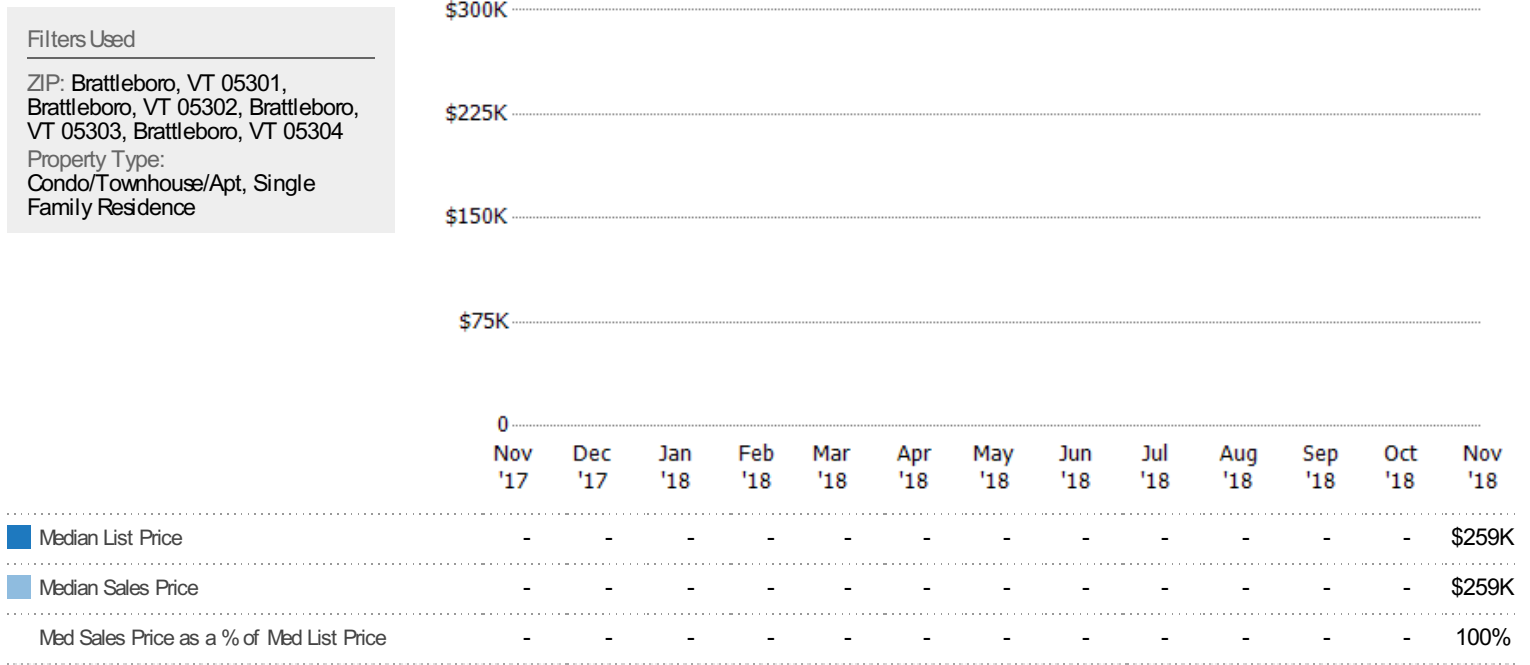 Filters Used
ZIP: Brattleboro, VT 05301,
Brattleboro, VT 05302, Brattleboro,
VT 05303, Brattleboro, VT 05304
Property Type:
Condo/Townhouse/Apt, Single
Family Residence
$300K
$225K
$150K
$75K
0
Nov Dec Jan Feb Mar Apr May Jun Jul Aug Sep Oct Nov
'17 '17 '18 '18 '18 '18 '18 '18 '18 '18 '18 '18 '18
Median List Price - - - - - - - - - - - - $259K
Median Sales Price - - - - - - - - - - - - $259K
Med Sales Price as a % of Med List Price - - - - - - - - - - - - 100%